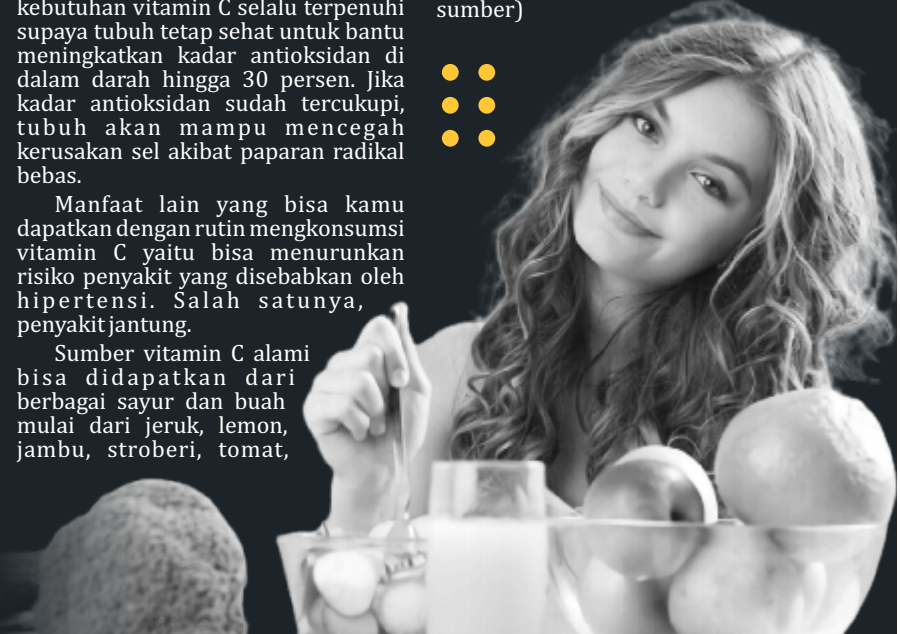 kebutuhan vitamin C selalu terpenuhi
supaya tubuh tetap sehat untuk bantu
meningkatkan kadar antioksidan di
dalam darah hingga 30 persen. Jika
kadar antioksidan sudah tercukupi,
tubuh akan mampu mencegah
kerusakan sel akibat paparan radikal
bebas.
Manfaat lain yang bisa kamu
dapatkan dengan rutin mengkonsumsi
vitamin C yaitu bisa menurunkan
risiko penyakit yang disebabkan oleh
hipertensi. Salah satunya,
penyakit jantung.
Sumber vitamin C alami
bisa didapatkan dari
berbagai sayur dan buah
mulai dari jeruk, lemon,
jambu, stroberi, tomat,
sumber)